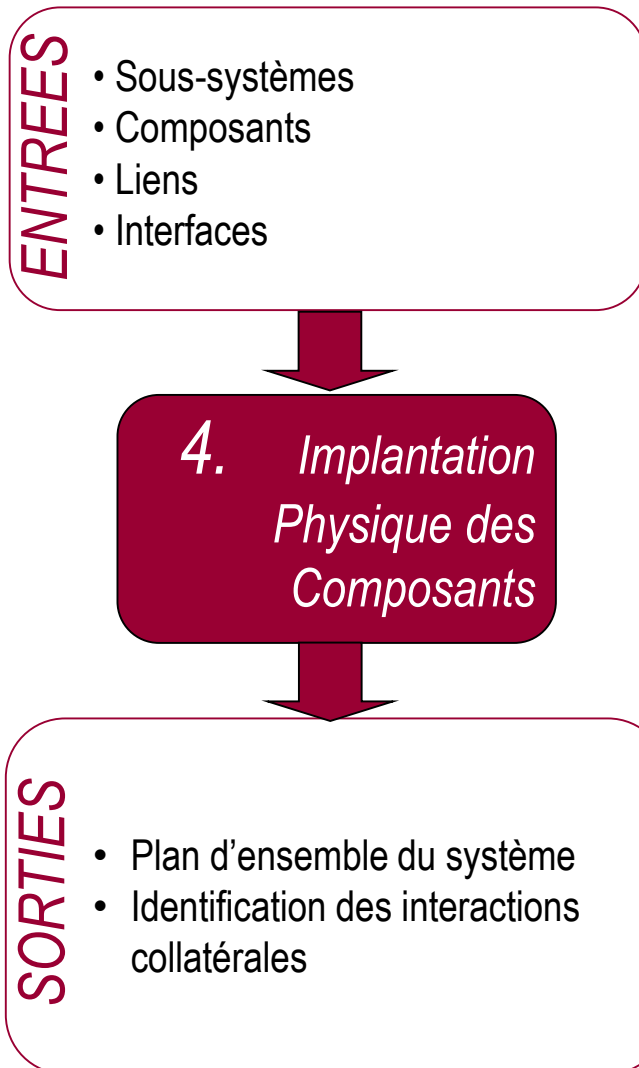 ENTREES
• Sous-systèmes
• Composants
• Liens
• Interfaces
4. Implantation
Physique des
Composants
SORTIES
• Plan d’ensemble du système
• Identification des interactions
collatérales